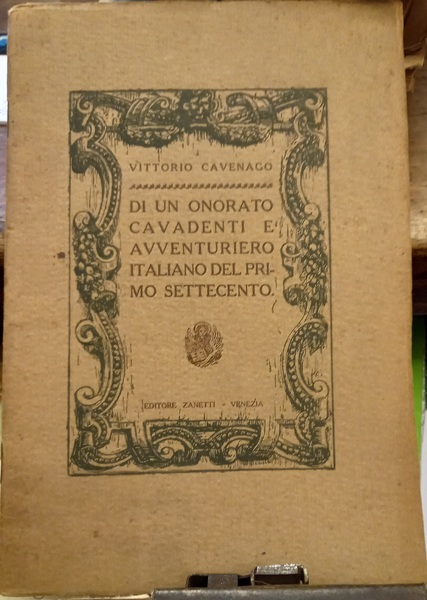 VITTORIO CAVENAGO
DI UN ONORATO
CAVADENTI E
AVVENTURIERO
ITALIANO DEL PRI-
MO SETTECENTO.
EDITORE ZANETTI - VENEZIA